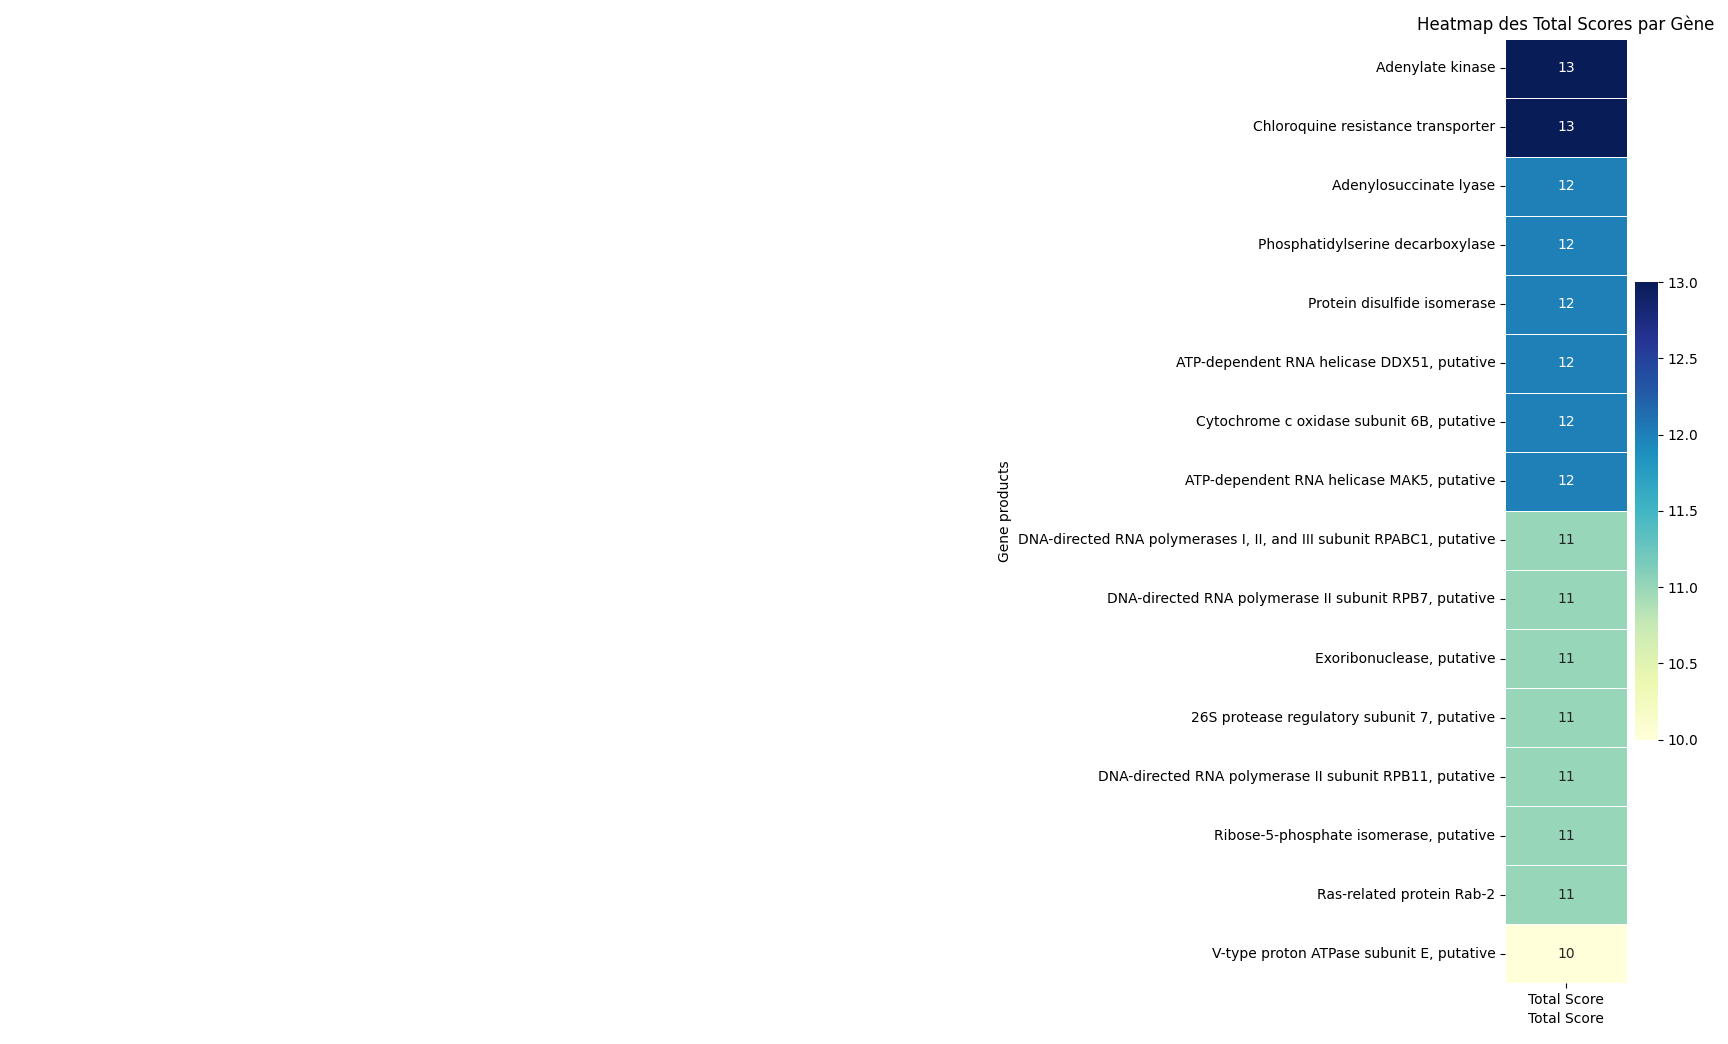 Heatmap des Total Scores par Gène
Adenylate kinase 13
Chloroquine resistance transporter 13
Adenylosuccinate lyase 12
Phosphatidylserine decarboxylase 12
Protein disulfide isomerase 12
ATP-dependent RNA helicase DDX51, putative 12
Cytochrome c oxidase subunit 6B, putative 12
ATP-dependent RNA helicase MAK5, putative 12
DNA-directed RNA polymerases I, II, and III subunit RPABC1, putative 11
DNA-directed RNA polymerase II subunit RPB7, putative 11
Exoribonuclease, putative 11
26S protease regulatory subunit 7, putative 11
DNA-directed RNA polymerase II subunit RPB11, putative 11
Ribose-5-phosphate isomerase, putative 11
Ras-related protein Rab-2 11
V-type proton ATPase subunit E, putative 10
Gene products
Total Score
Total Score
13.0
12.5
12.0
11.5
11.0
10.5
10.0